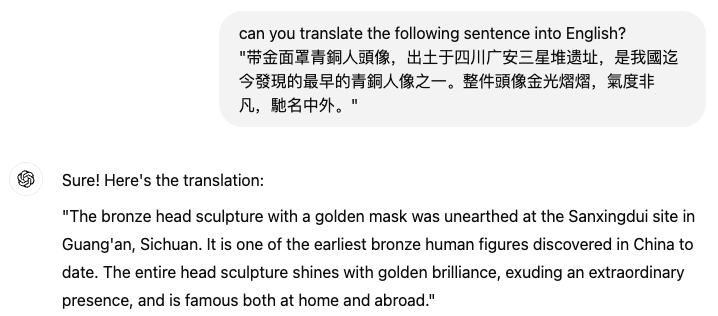 can you translate the following sentence into English?
"带金面罩青銅人頭像，出土于四川广安三星堆遗址，是我國迄
今發現的最早的青銅人像之一。整件頭像金光熠熠，氣度非
凡，馳名中外。"
Sure! Here's the translation:
"The bronze head sculpture with a golden mask was unearthed at the Sanxingdui site in
Guang'an, Sichuan. It is one of the earliest bronze human figures discovered in China to
date. The entire head sculpture shines with golden brilliance, exuding an extraordinary
presence, and is famous both at home and abroad."